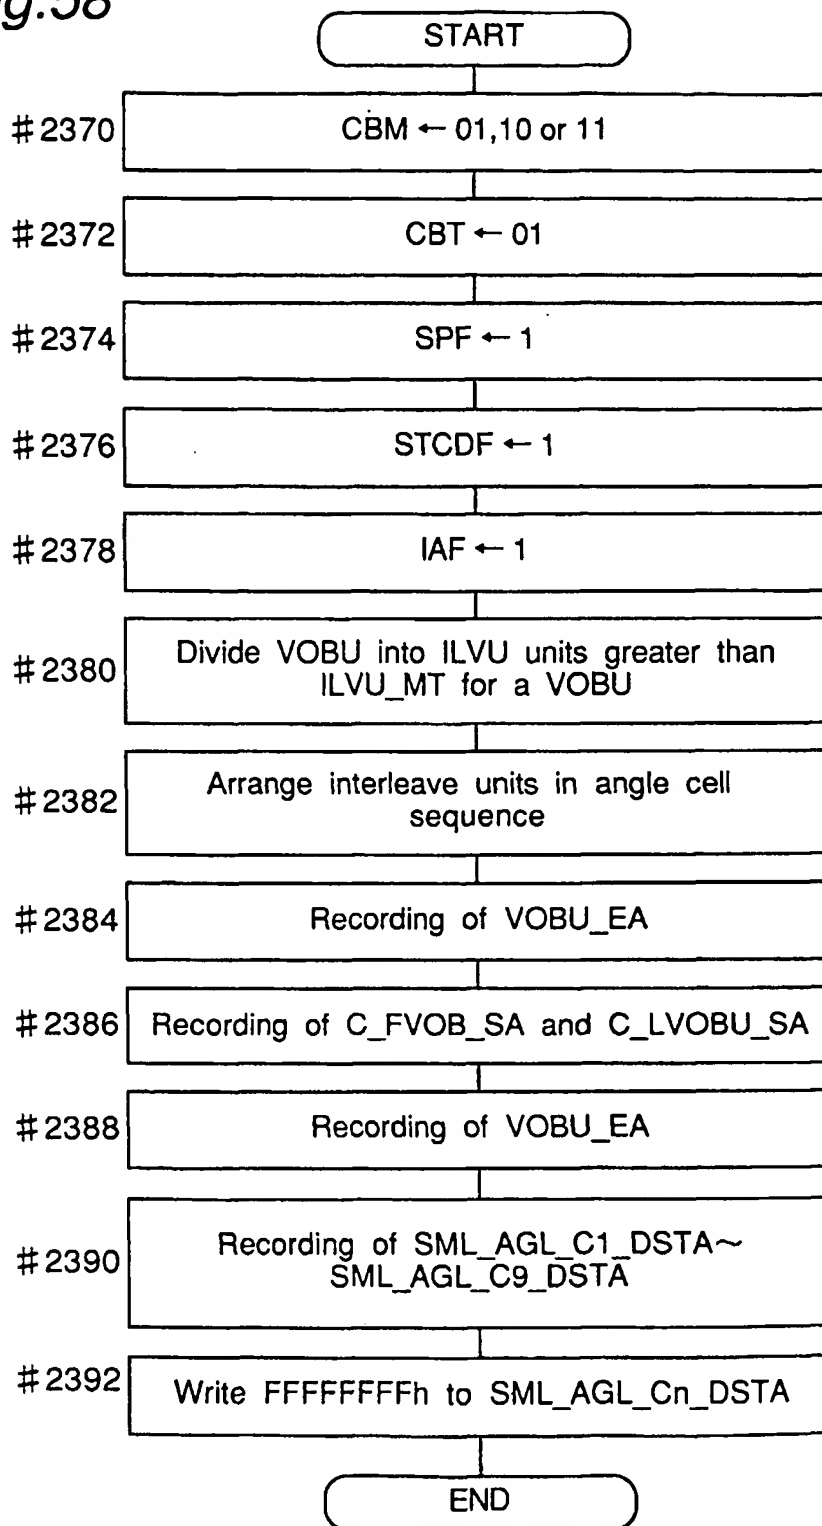 g.58
START
#2370
CBM ← 01,10 or 11
#2372
CBT ← 01
#2374
SPF ← 1
#2376
STCDF ← 1
#2378
IAF ← 1
#2380
Divide VOBU into ILVU units greater than
ILVU_MT for a VOBU
#2382
Arrange interleave units in angle cell
sequence
#2384
Recording of VOBU_EA
#2386
Recording of C_FVOB_SA and C_LVOBU_SA
#2388
Recording of VOBU_EA
#2390
Recording of SML_AGL_C1_DSTA~
SML_AGL_C9_DSTA
#2392
Write FFFFFFFFh to SML_AGL_Cn_DSTA
END